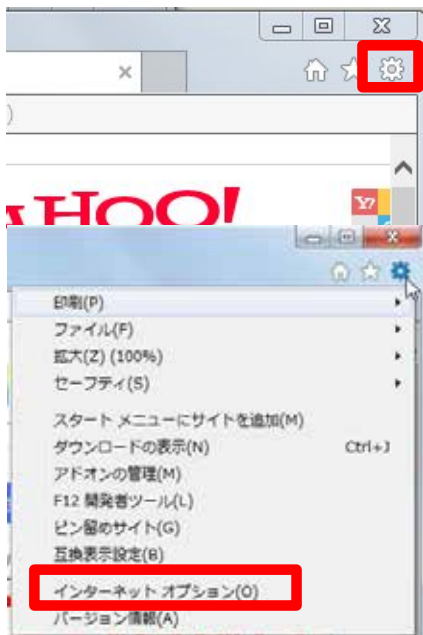 )
AHOO!
Y?
印刷(P)
ファイル(F)
拡大(Z) (100%)
セーフティ(S)
スタート メニューにサイトを追加(M)
ダウンロードの表示(N) Ctrl+J
アドオンの管理(M)
F12 開発者ツール(L)
ピン留めサイト(G)
互換表示設定(B)
インターネット オプション(O)
バージョン情報(A)